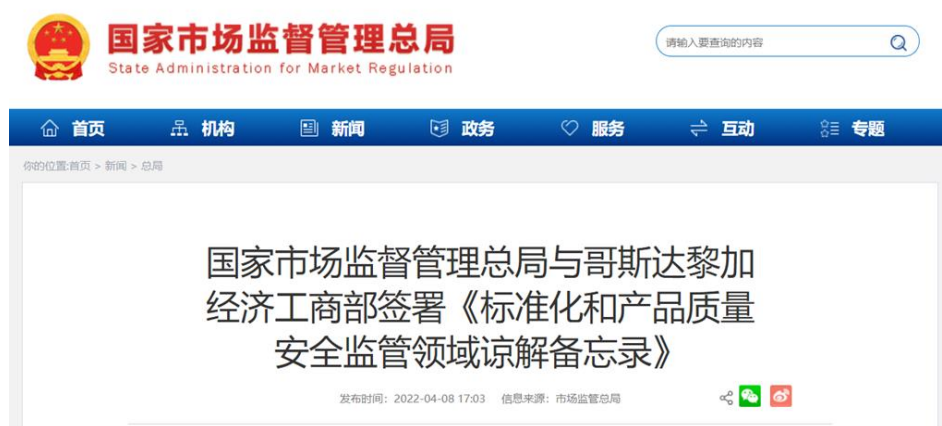 国家市场监督管理总局
State Administration for Market Regulation
请输入要查询的内容
首页 机构 新闻 政务 服务 互动 专题
你的位置:首页 > 新闻 > 总局
国家市场监督管理总局与哥斯达黎加
经济工商部签署《标准化和产品质量
安全监管领域谅解备忘录》
发布时间：2022-04-08 17:03 信息来源：市场监管总局